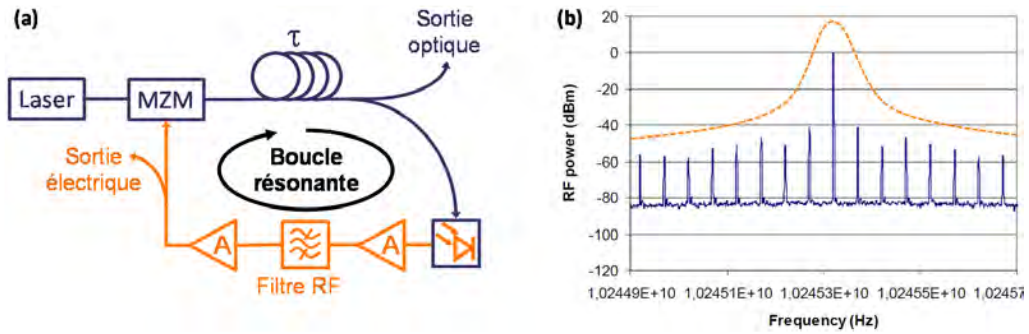 (a)
τ
Sortie
optique
Laser
MZM
Sortie
électrique
Boucle
résonante
A
A
Filtre RF
(b)
RF power (dBm)
20
0
-20
-40
-60
-80
-100
-120
1,02449E+10 1,02451E+10 1,02453E+10 1,02455E+10 1,02457
Frequency (Hz)